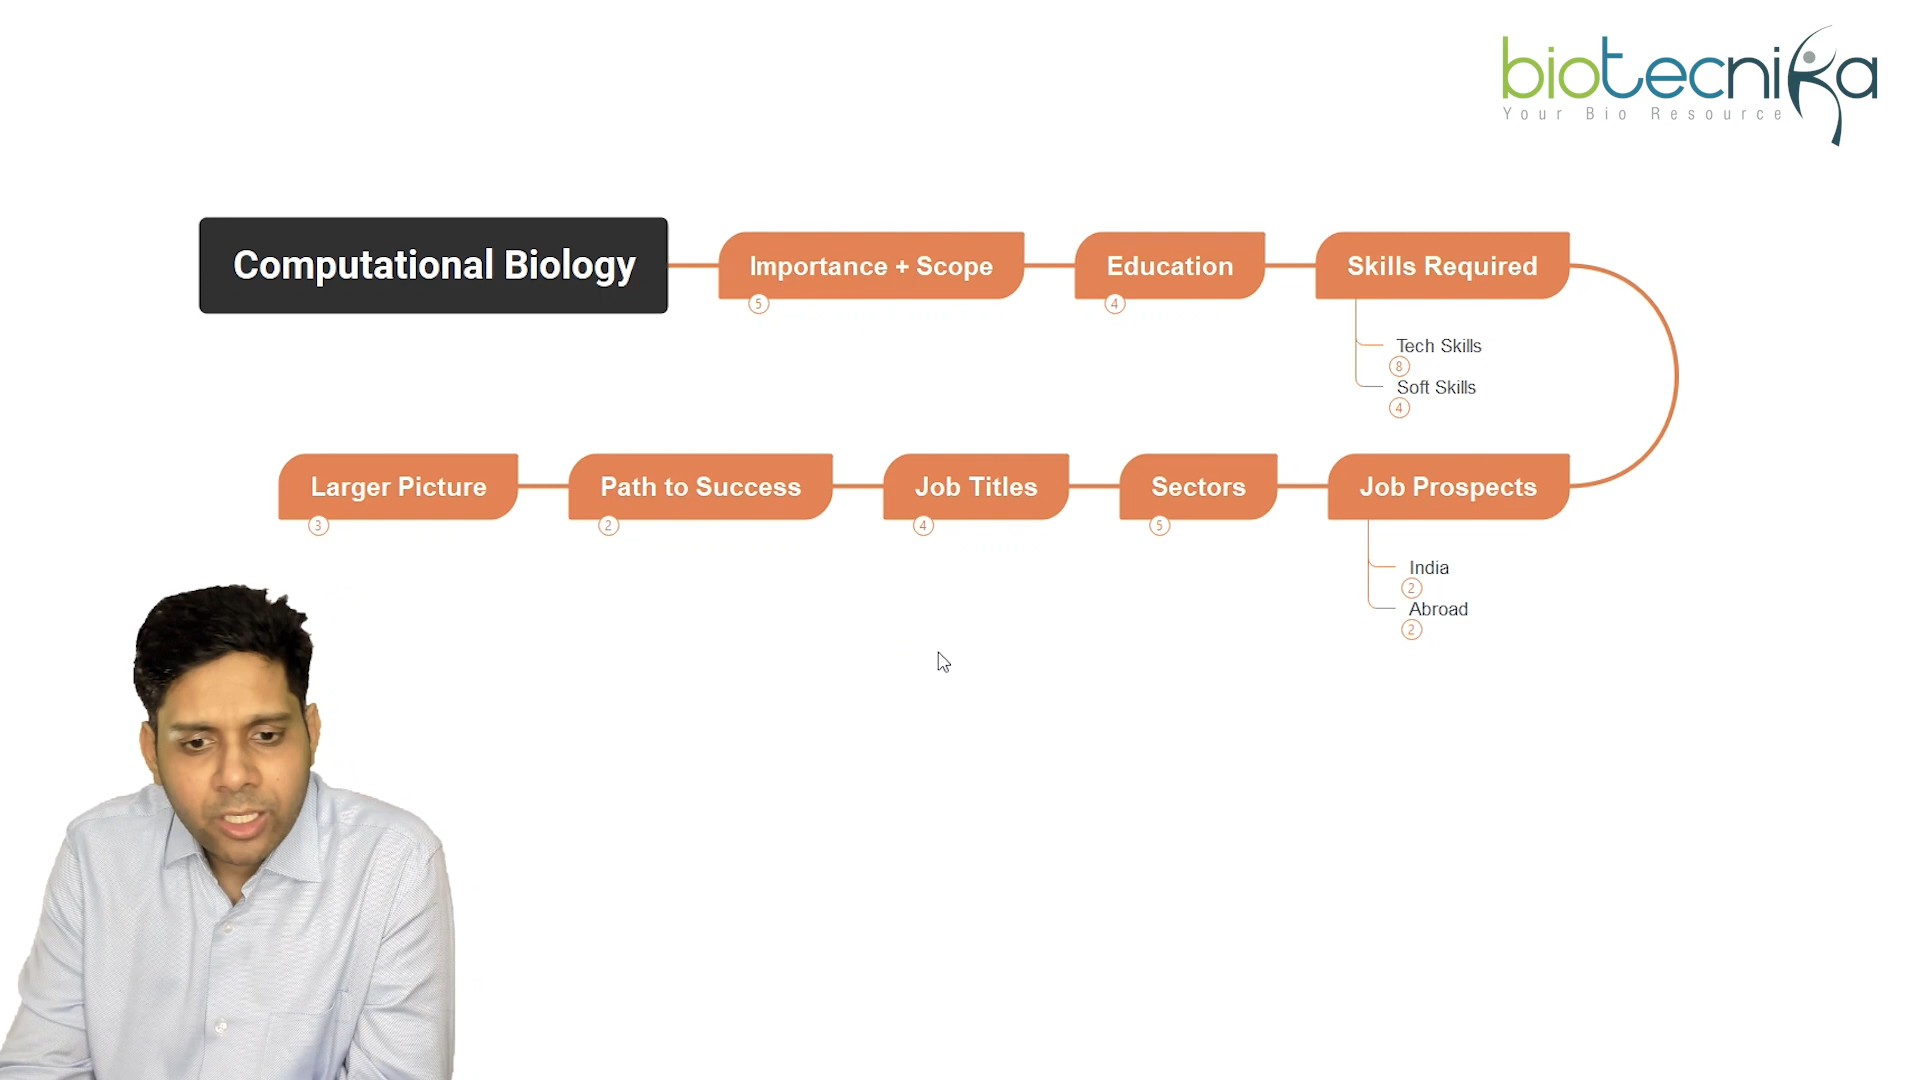 biotecnika
Your Bio Resource
Computational Biology
Importance + Scope
5
Education
4
Skills Required
Tech Skills
8
Soft Skills
4
Job Prospects
India
2
Abroad
2
Sectors
5
Job Titles
4
Path to Success
2
Larger Picture
3